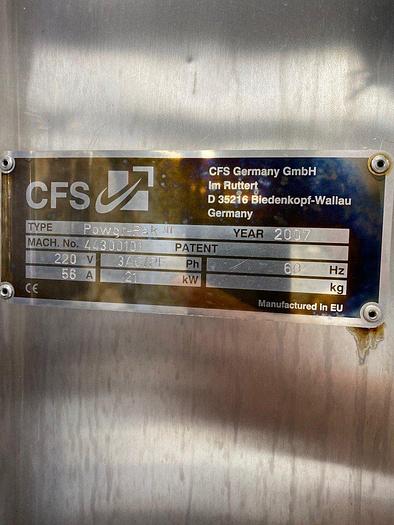 CFS
CFS Germany GmbH
Im Ruttert
D 35216 Biedenkopf-Wallau
Germany
TYPE YEAR 2007
MACH. No. PATENT
220 V Ph 60 Hz
56 A 21 kW kg
CE Manufactured in EU